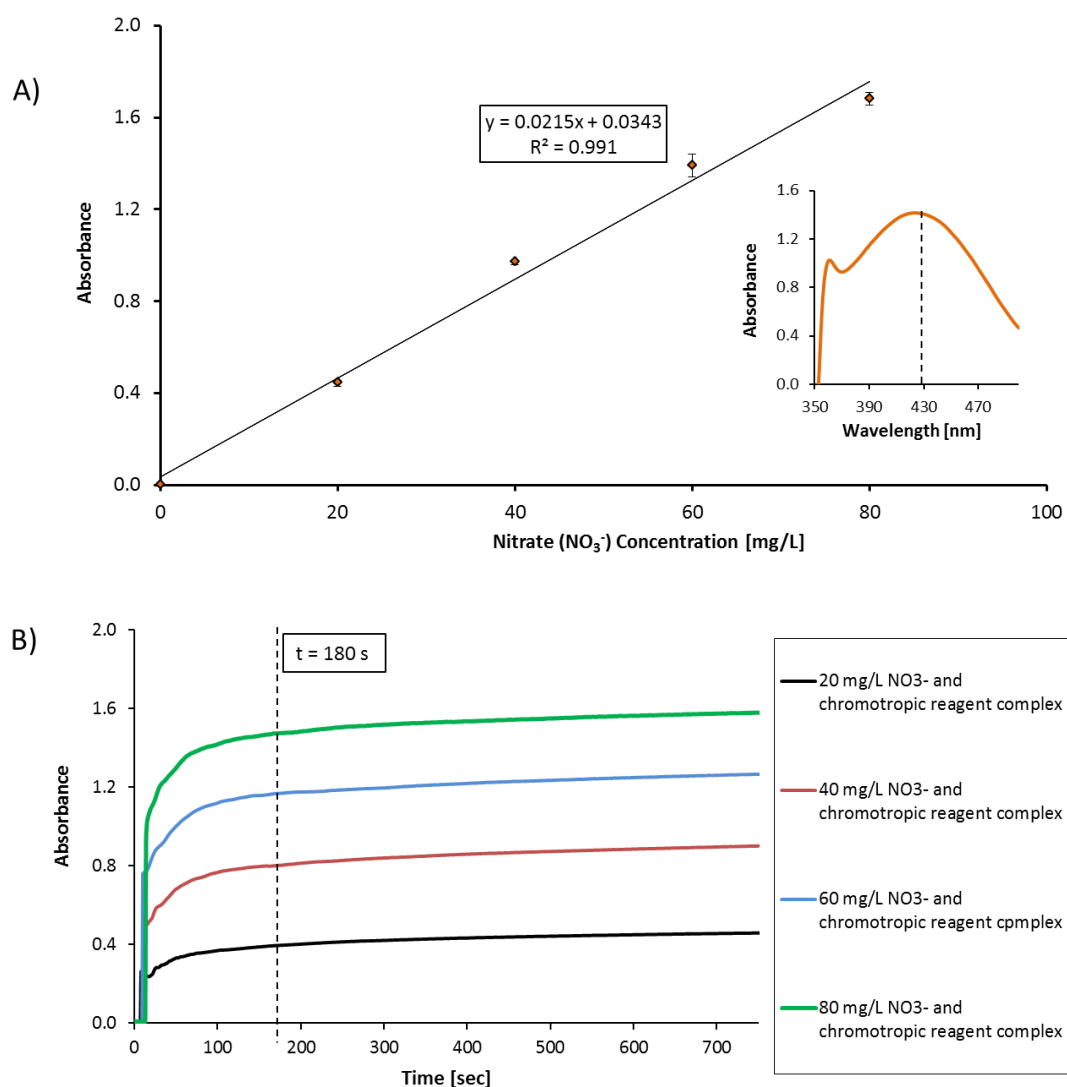 A)
Absorbance
2.0
1.6
1.2
0.8
0.4
0.0
y = 0.0215x + 0.0343
R² = 0.991
0
20
40
60
80
100
Nitrate (NO₃⁻) Concentration [mg/L]
Absorbance
1.6
1.2
0.8
0.4
0.0
350
390
430
470
Wavelength [nm]
B)
Absorbance
2.0
1.6
1.2
0.8
0.4
0.0
t = 180 s
0
100
200
300
400
500
600
700
Time [sec]
20 mg/L NO3- and
chromotropic reagent complex
40 mg/L NO3- and
chromotropic reagent complex
60 mg/L NO3- and
chromotropic reagent cpmplex
80 mg/L NO3- and
chromotropic reagent complex